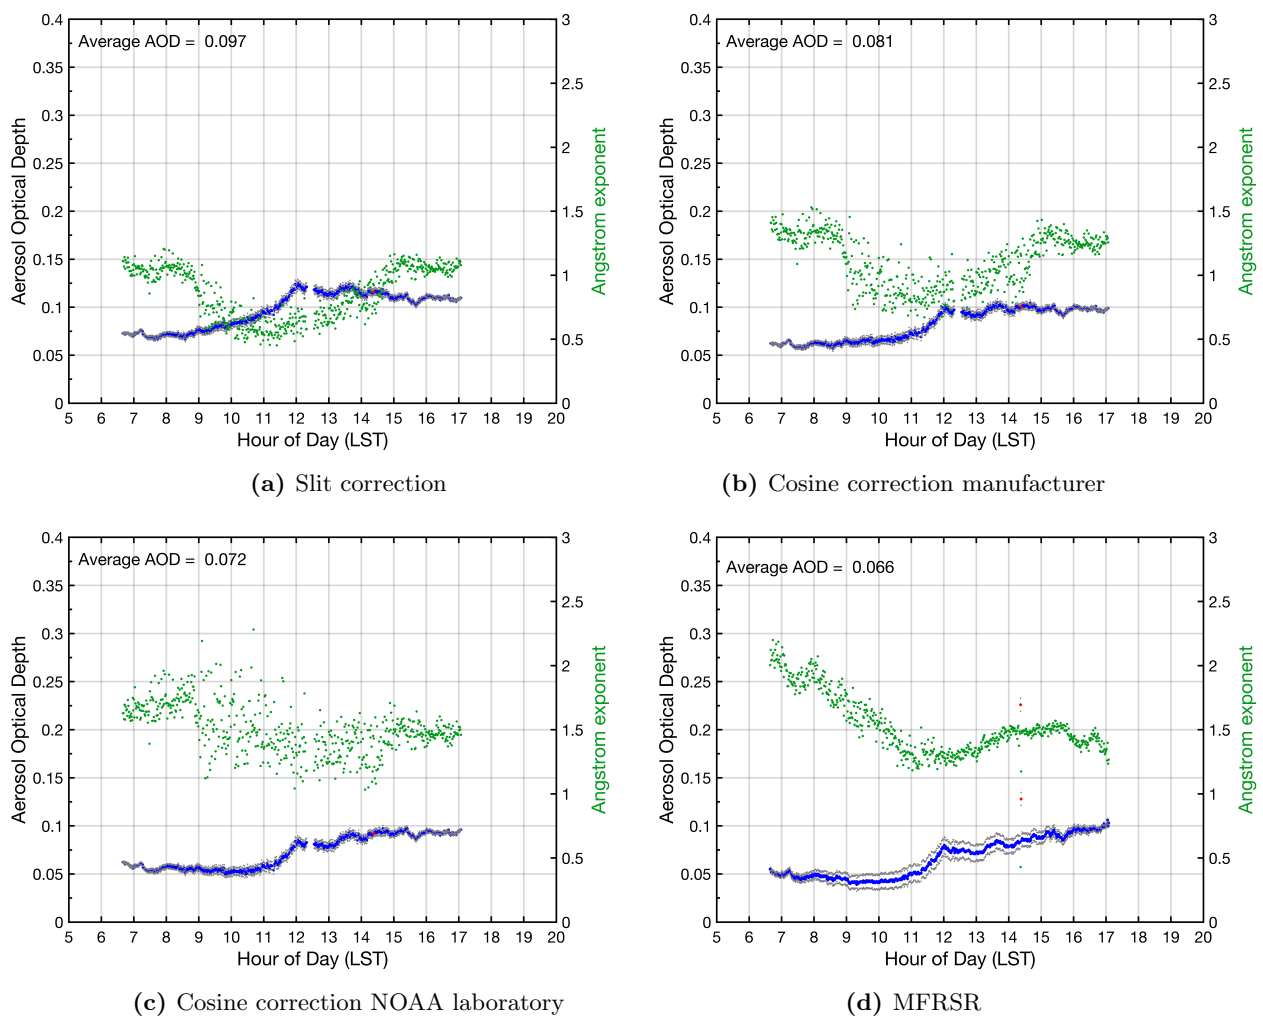 Average AOD = 0.097
0.4
0.35
0.3
0.25
0.2
0.15
0.1
0.05
0
Aerosol Optical Depth
3
2.5
2
1.5
1
0.5
0
Angstrom exponent
5 6 7 8 9 10 11 12 13 14 15 16 17 18 19 20
Hour of Day (LST)
(a) Slit correction
Average AOD = 0.081
0.4
0.35
0.3
0.25
0.2
0.15
0.1
0.05
0
Aerosol Optical Depth
3
2.5
2
1.5
1
0.5
0
Angstrom exponent
5 6 7 8 9 10 11 12 13 14 15 16 17 18 19 20
Hour of Day (LST)
(b) Cosine correction manufacturer
Average AOD = 0.072
0.4
0.35
0.3
0.25
0.2
0.15
0.1
0.05
0
Aerosol Optical Depth
3
2.5
2
1.5
1
0.5
0
Angstrom exponent
5 6 7 8 9 10 11 12 13 14 15 16 17 18 19 20
Hour of Day (LST)
(c) Cosine correction NOAA laboratory
Average AOD = 0.066
0.4
0.35
0.3
0.25
0.2
0.15
0.1
0.05
0
Aerosol Optical Depth
3
2.5
2
1.5
1
0.5
0
Angstrom exponent
5 6 7 8 9 10 11 12 13 14 15 16 17 18 19 20
Hour of Day (LST)
(d) MFRSR